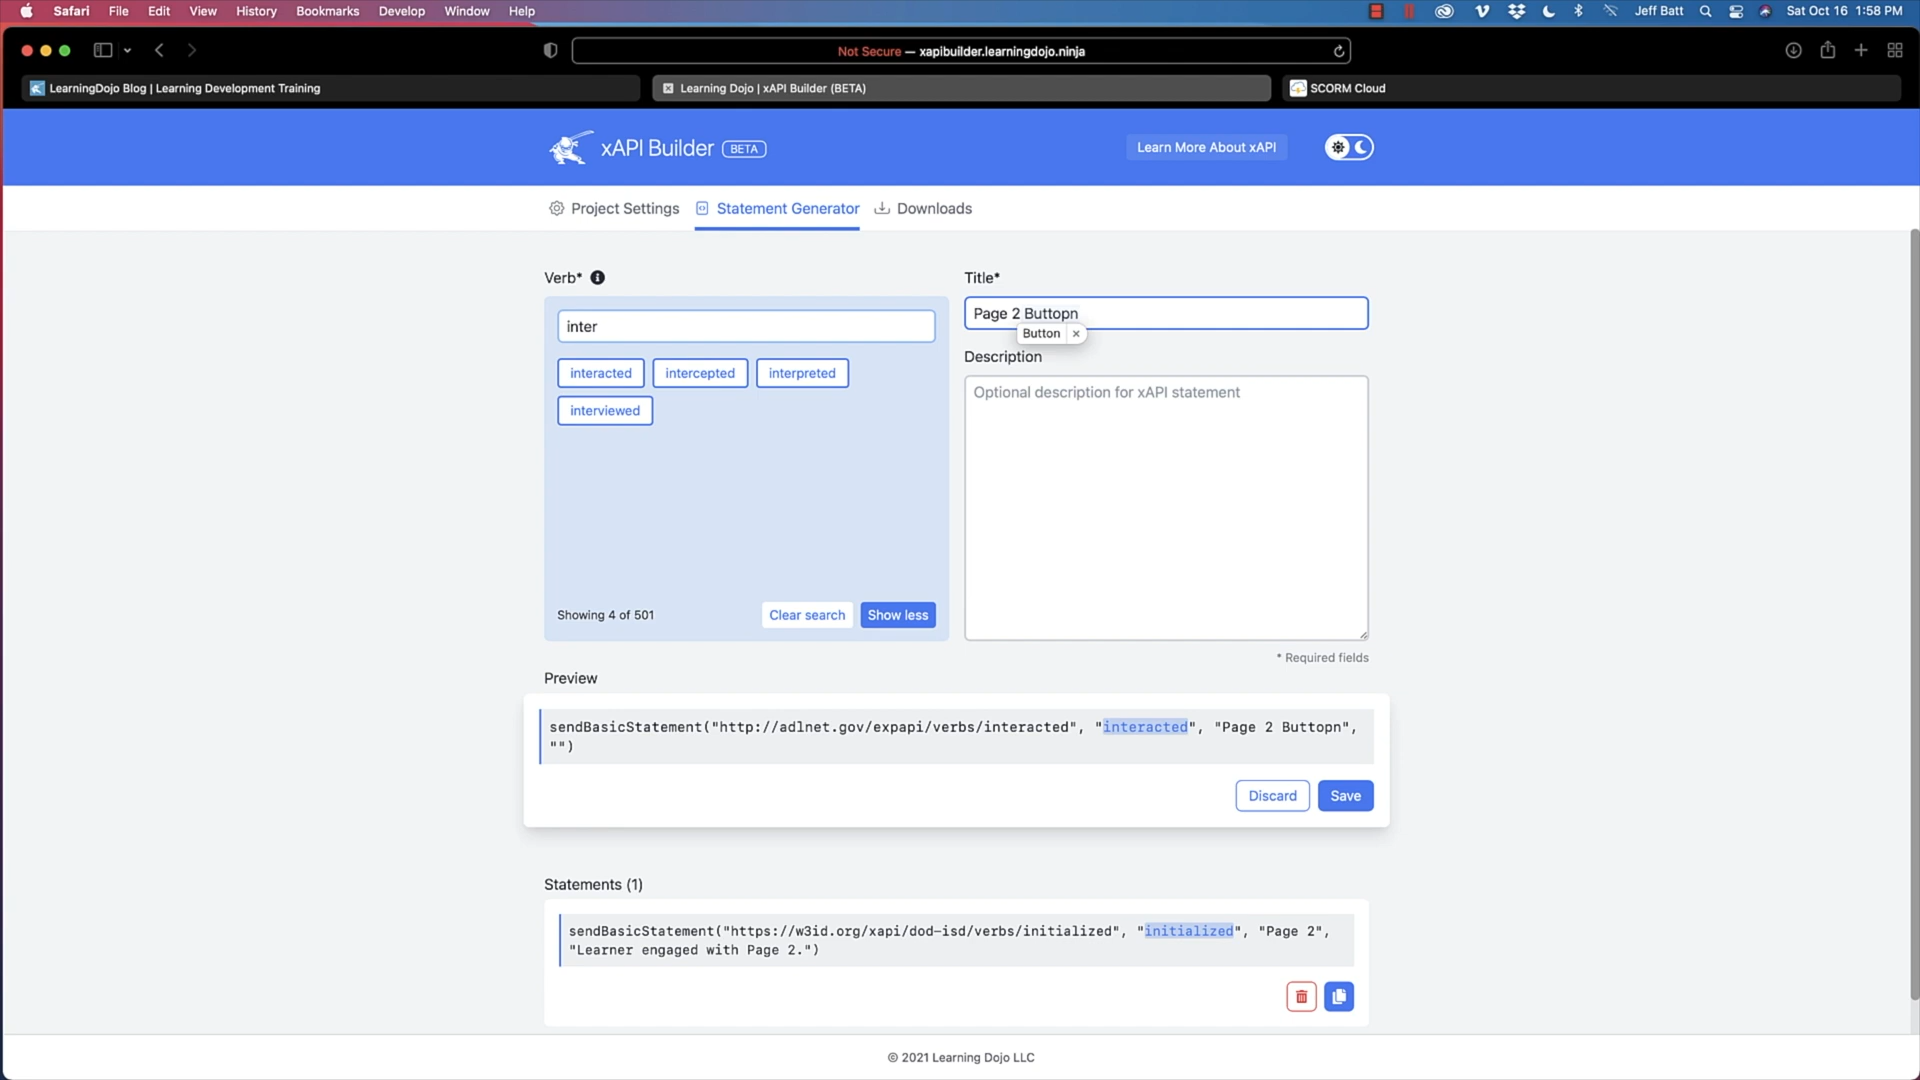 Safari File Edit View History Bookmarks Develop Window Help Jeff Batt Sat Oct 16 1:58 PM
Not Secure — xapibuilder.learningdojo.ninja
LearningDojo Blog | Learning Development Training
Learning Dojo | xAPI Builder (BETA)
SCORM Cloud
xAPI Builder BETA
Learn More About xAPI
Project Settings
Statement Generator
Downloads
Verb*
inter
interacted
intercepted
interpreted
interviewed
Showing 4 of 501
Clear search
Show less
Title*
Page 2 Buttopn
Button ×
Description
Optional description for xAPI statement
* Required fields
Preview
sendBasicStatement("http://adlnet.gov/expapi/verbs/interacted", "interacted", "Page 2 Buttopn",
"")
Discard
Save
Statements (1)
sendBasicStatement("https://w3id.org/xapi/dod-isd/verbs/initialized", "initialized", "Page 2",
"Learner engaged with Page 2.")
© 2021 Learning Dojo LLC